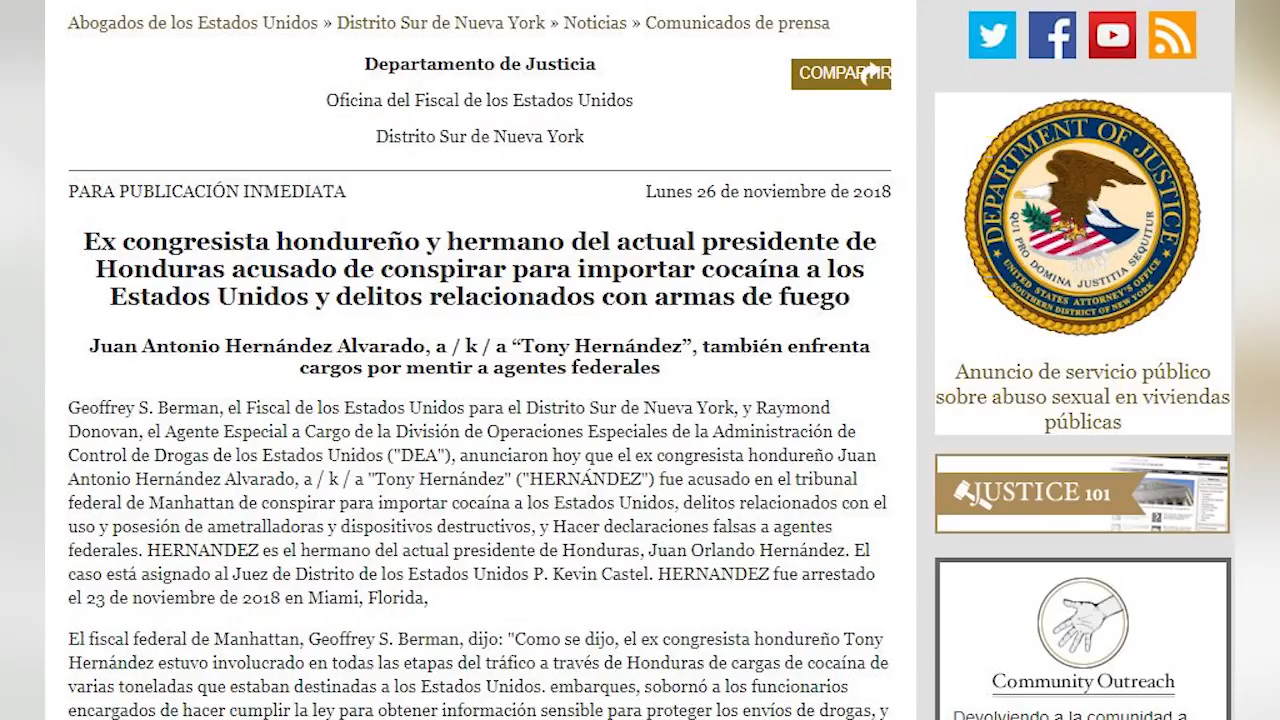 Abogados de los Estados Unidos » Distrito Sur de Nueva York » Noticias » Comunicados de prensa
Departamento de Justicia
Oficina del Fiscal de los Estados Unidos
Distrito Sur de Nueva York
COMPARTIR
PARA PUBLICACIÓN INMEDIATA
Lunes 26 de noviembre de 2018
Ex congresista hondureño y hermano del actual presidente de
Honduras acusado de conspirar para importar cocaína a los
Estados Unidos y delitos relacionados con armas de fuego
Juan Antonio Hernández Alvarado, a / k / a “Tony Hernández”, también enfrenta
cargos por mentir a agentes federales
Geoffrey S. Berman, el Fiscal de los Estados Unidos para el Distrito Sur de Nueva York, y Raymond
Donovan, el Agente Especial a Cargo de la División de Operaciones Especiales de la Administración de
Control de Drogas de los Estados Unidos ("DEA"), anunciaron hoy que el ex congresista hondureño Juan
Antonio Hernández Alvarado, a / k / a "Tony Hernández" ("HERNÁNDEZ") fue acusado en el tribunal
federal de Manhattan de conspirar para importar cocaína a los Estados Unidos, delitos relacionados con el
uso y posesión de ametralladoras y dispositivos destructivos, y Hacer declaraciones falsas a agentes
federales. HERNANDEZ es el hermano del actual presidente de Honduras, Juan Orlando Hernández. El
caso está asignado al Juez de Distrito de los Estados Unidos P. Kevin Castel. HERNANDEZ fue arrestado
el 23 de noviembre de 2018 en Miami, Florida,
El fiscal federal de Manhattan, Geoffrey S. Berman, dijo: "Como se dijo, el ex congresista hondureño Tony
Hernández estuvo involucrado en todas las etapas del tráfico a través de Honduras de cargas de cocaína de
varias toneladas que estaban destinadas a los Estados Unidos. embarques, sobornó a los funcionarios
encargados de hacer cumplir la ley para obtener información sensible para proteger los envíos de drogas, y
DEPARTMENT OF JUSTICE
QUI PRO DOMINA JUSTITIA SEQUITUR
UNITED STATES ATTORNEY'S OFFICE
SOUTHERN DISTRICT OF NEW YORK
Anuncio de servicio público
sobre abuso sexual en viviendas
públicas
JUSTICE 101
Community Outreach
Devolviendo a la comunidad a